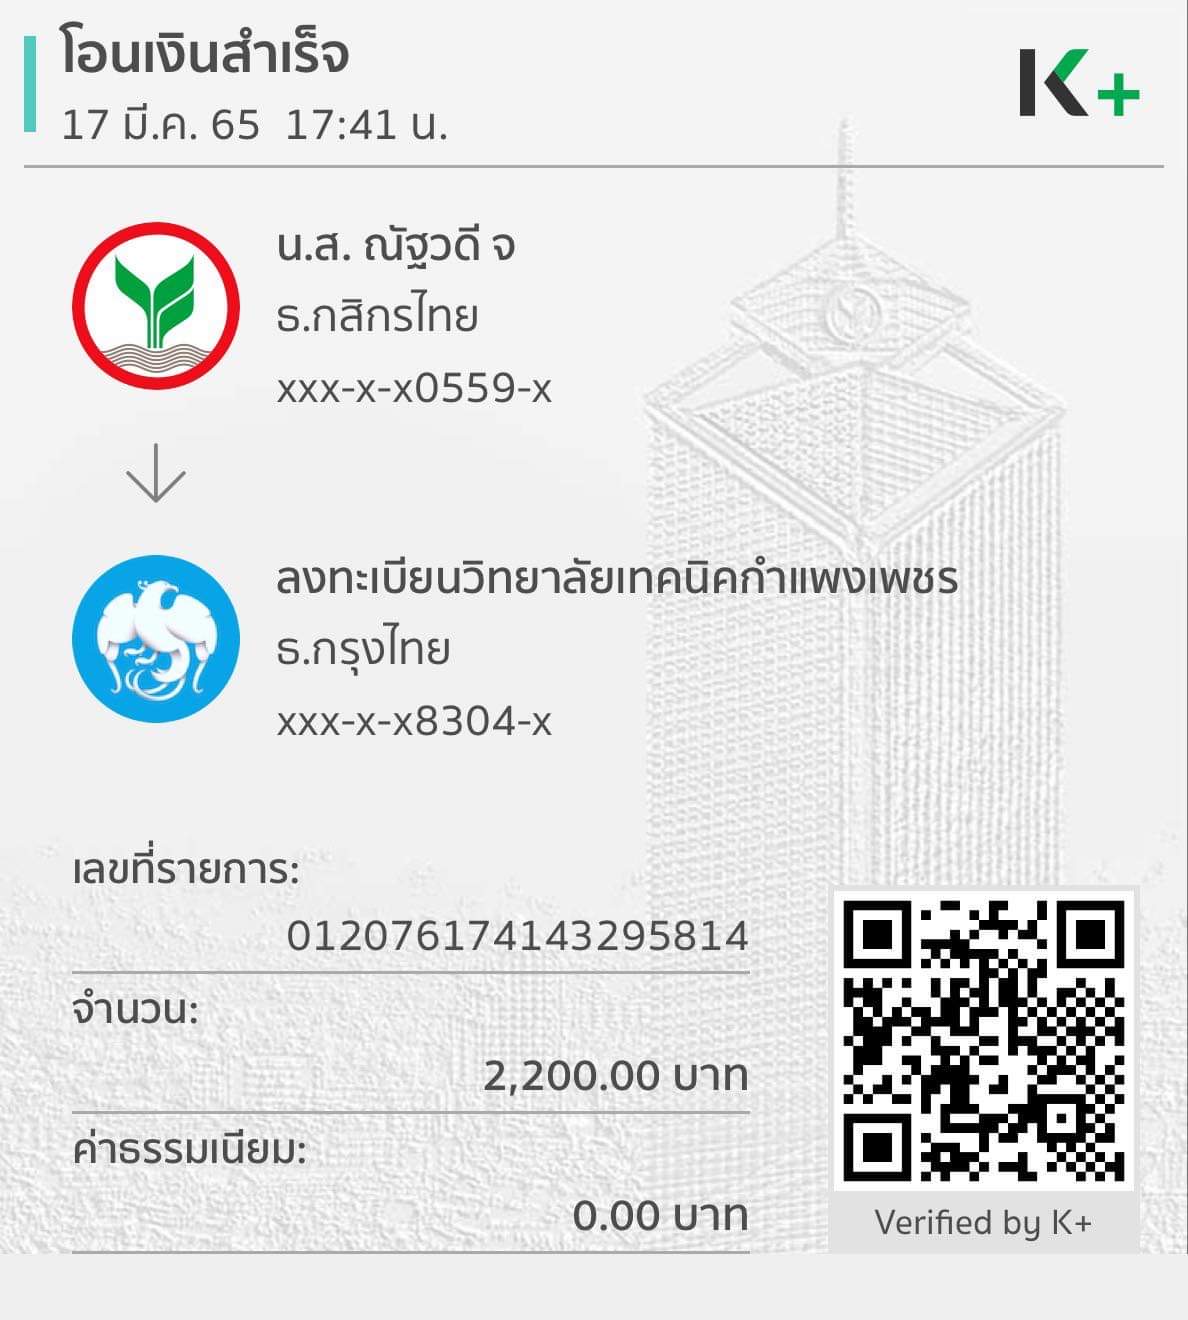 โอนเงินสำเร็จ
17 มี.ค. 65  17:41 น.
K+
น.ส. ณัฐวดี จ
ธ.กสิกรไทย
xxx-x-x0559-x
ลงทะเบียนวิทยาลัยเทคนิคกำแพงเพชร
ธ.กรุงไทย
xxx-x-x8304-x
เลขที่รายการ:
012076174143295814
จำนวน:
2,200.00 บาท
ค่าธรรมเนียม:
0.00 บาท
Verified by K+